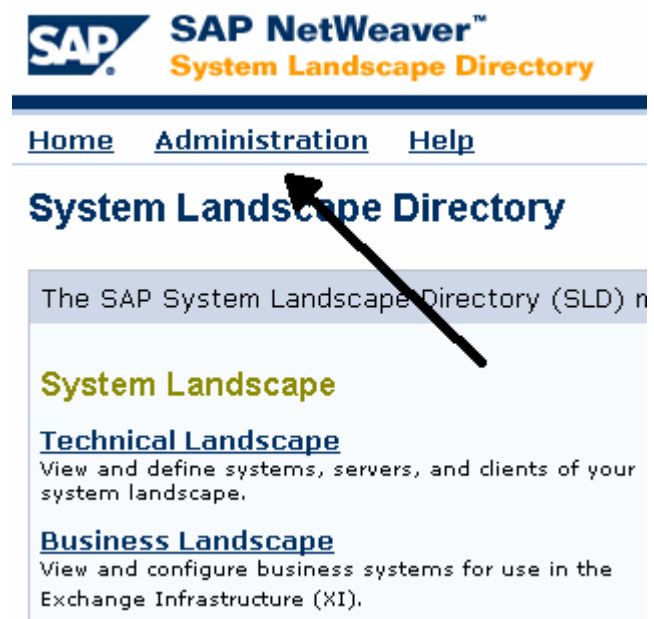 SAP SAP NetWeaver™
System Landscape Directory
Home Administration Help
System Landscape Directory
The SAP System Landscape Directory (SLD)
System Landscape
Technical Landscape
View and define systems, servers, and clients of your
system landscape.
Business Landscape
View and configure business systems for use in the
Exchange Infrastructure (XI).